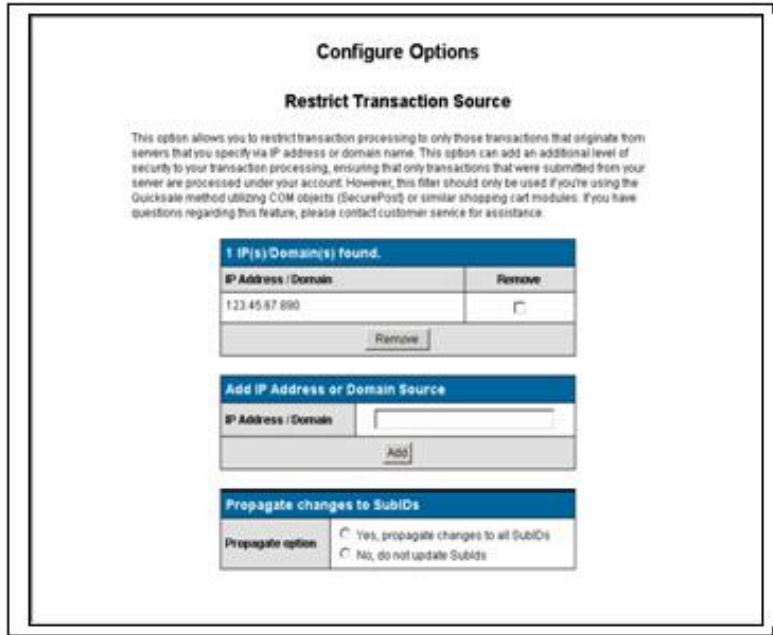 Configure Options
Restrict Transaction Source
This option allows you to restrict transaction processing to only those transactions that originate from
servers that you specify via IP address or domain name. This option can add an additional level of
security to your transaction processing, ensuring that only transactions that were submitted from your
server are processed under your account. However, this filter should only be used if you're using the
Quicksale method utilizing COM objects (SecurePost) or similar shopping cart modules. If you have
questions regarding this feature, please contact customer service for assistance.
1 IP(s)/Domain(s) found.
IP Address / Domain Remove
123.45.67.890
Remove
Add IP Address or Domain Source
IP Address / Domain
Add
Propagate changes to SubIDs
Propagate option
Yes, propagate changes to all SubIDs
No, do not update SubIds